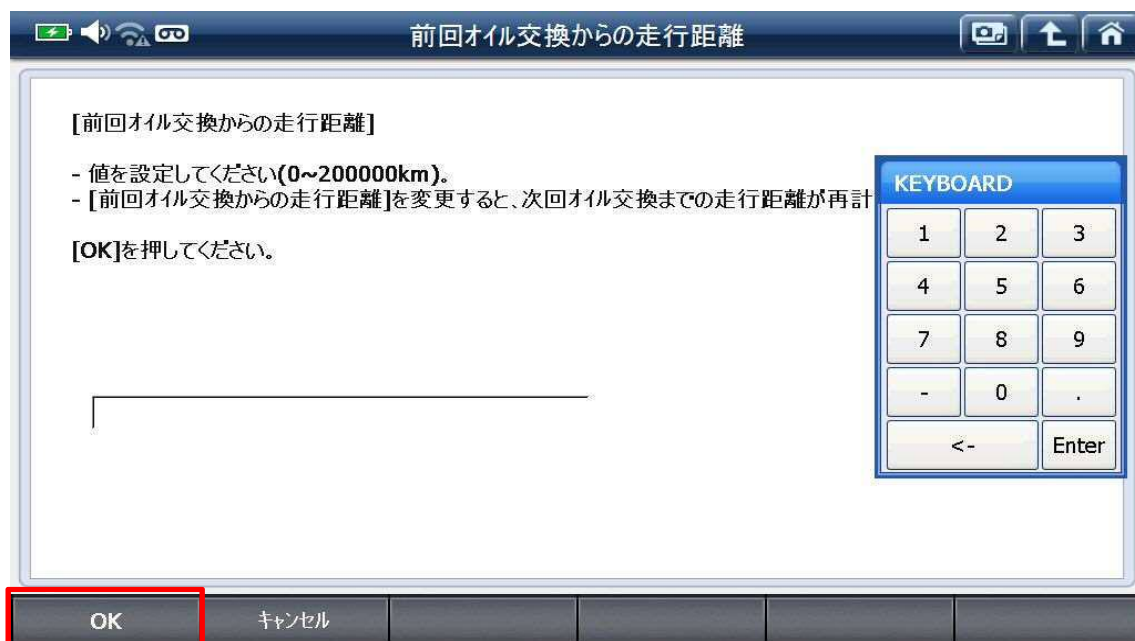 前回オイル交換からの走行距離
[前回オイル交換からの走行距離]
- 値を設定してください(0~200000km)。
- [前回オイル交換からの走行距離]を変更すると、次回オイル交換までの走行距離が再計
[OK]を押してください。
KEYBOARD
1 2 3
4 5 6
7 8 9
- 0 .
<- Enter
OK キャンセル